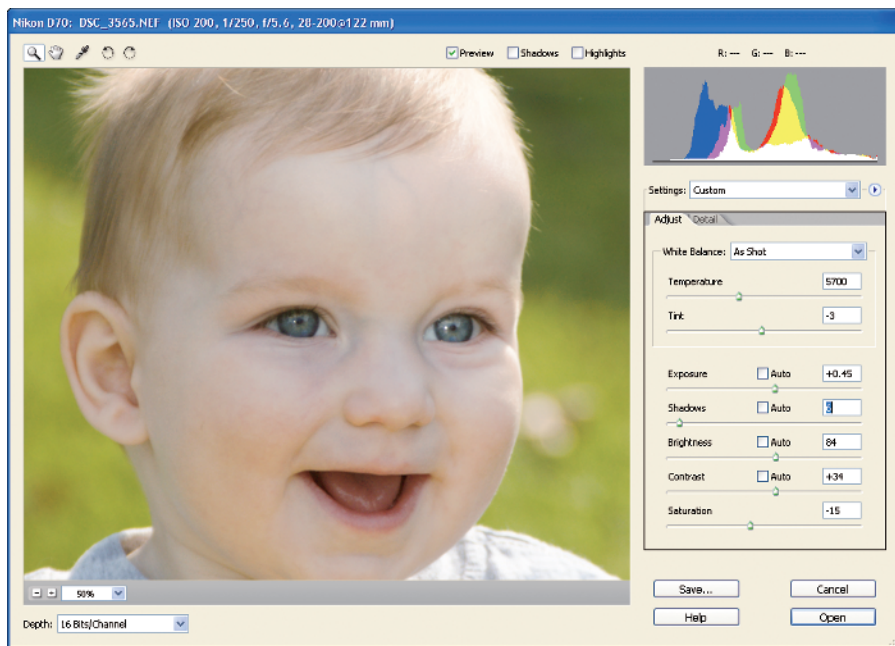 Nikon D70: DSC_3565.NEF (ISO 200, 1/250, f/5.6, 28-200@122 mm)
Preview Shadows Highlights
R: --- G: --- B: ---
Settings: Custom
Adjust Detail
White Balance: As Shot
Temperature 5700
Tint -3
Exposure Auto +0.45
Shadows Auto 3
Brightness Auto 84
Contrast Auto +34
Saturation -15
50%
Save... Cancel
Depth: 16 Bits/Channel
Help Open